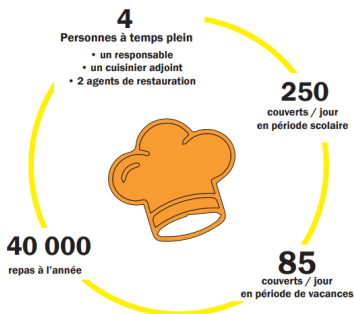 4
Personnes à temps plein
• un responsable
• un cuisinier adjoint
• 2 agents de restauration
250
couverts / jour
en période scolaire
40 000
repas à l'année
85
couverts / jour
en période de vacances